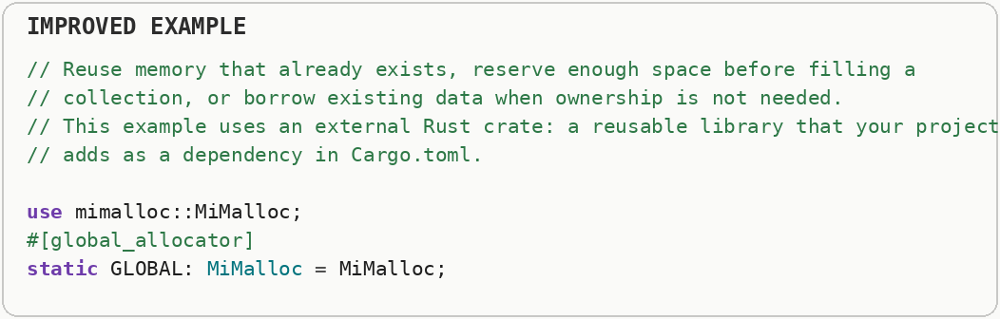 IMPROVED EXAMPLE
// Reuse memory that already exists, reserve enough space before filling a
// collection, or borrow existing data when ownership is not needed.
// This example uses an external Rust crate: a reusable library that your project
// adds as a dependency in Cargo.toml.
use mimalloc::MiMalloc;
#[global_allocator]
static GLOBAL: MiMalloc = MiMalloc;